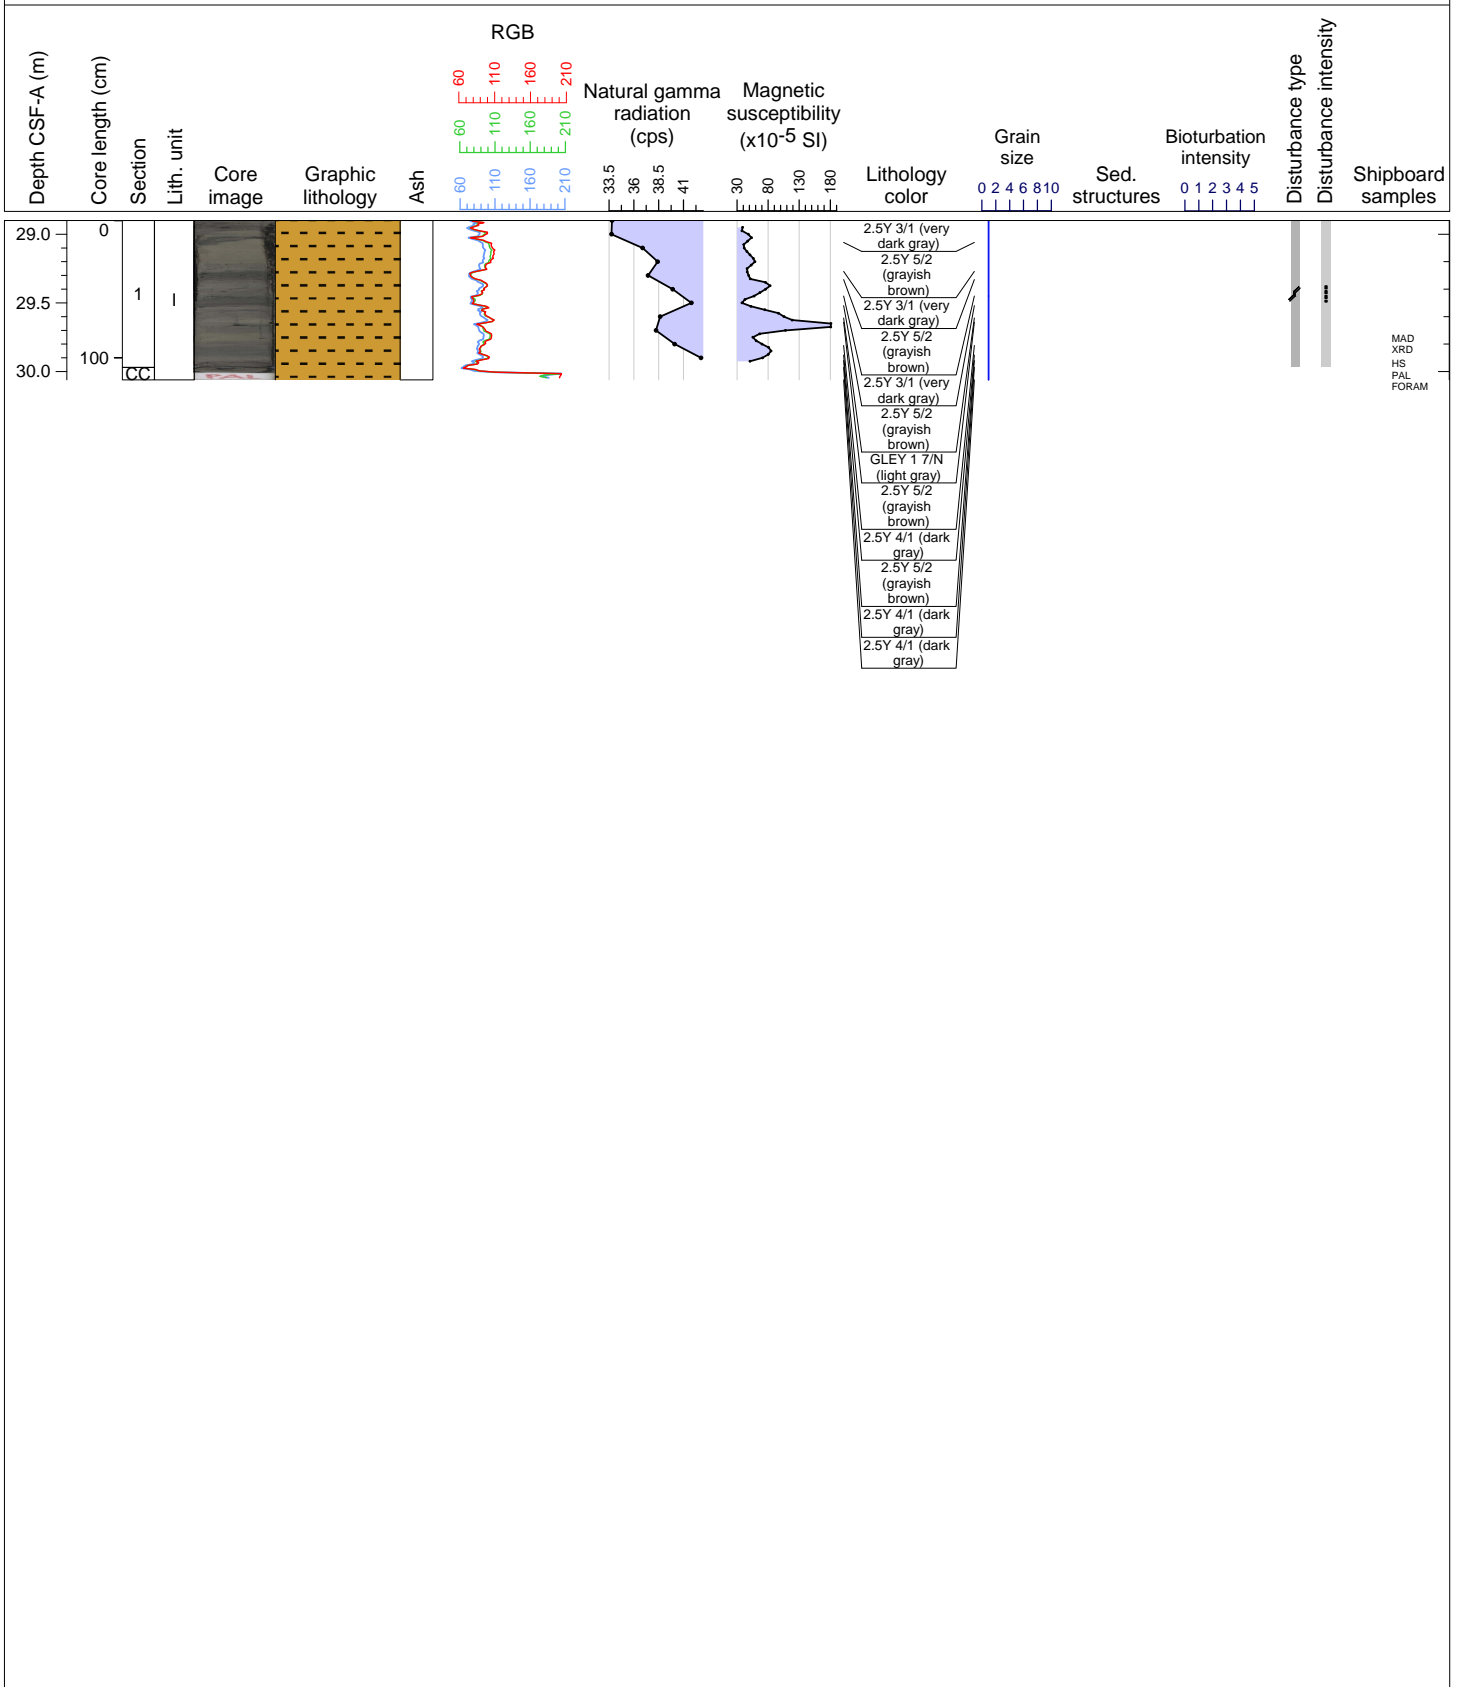 RGB
Depth CSF-A (m)
Core length (cm)
Section
Lith. unit
Core
image
Graphic
lithology
Ash
60 110 160 210
60 110 160 210
60 110 160 210
Natural gamma
radiation
(cps)
33.5 36 38.5 41
Magnetic
susceptibility
(x10-5 SI)
30 80 130 180
Lithology
color
Grain
size
0 2 4 6 8 10
Sed.
structures
Bioturbation
intensity
0 1 2 3 4 5
Disturbance type
Disturbance intensity
Shipboard
samples
29.0
29.5
30.0
0
100
1
CC
I
PAL
2.5Y 3/1 (very
dark gray)
2.5Y 5/2
(grayish
brown)
2.5Y 3/1 (very
dark gray)
2.5Y 5/2
(grayish
brown)
2.5Y 3/1 (very
dark gray)
2.5Y 5/2
(grayish
brown)
GLEY 1 7/N
(light gray)
2.5Y 5/2
(grayish
brown)
2.5Y 4/1 (dark
gray)
2.5Y 5/2
(grayish
brown)
2.5Y 4/1 (dark
gray)
2.5Y 4/1 (dark
gray)
MAD
XRD
HS
PAL
FORAM